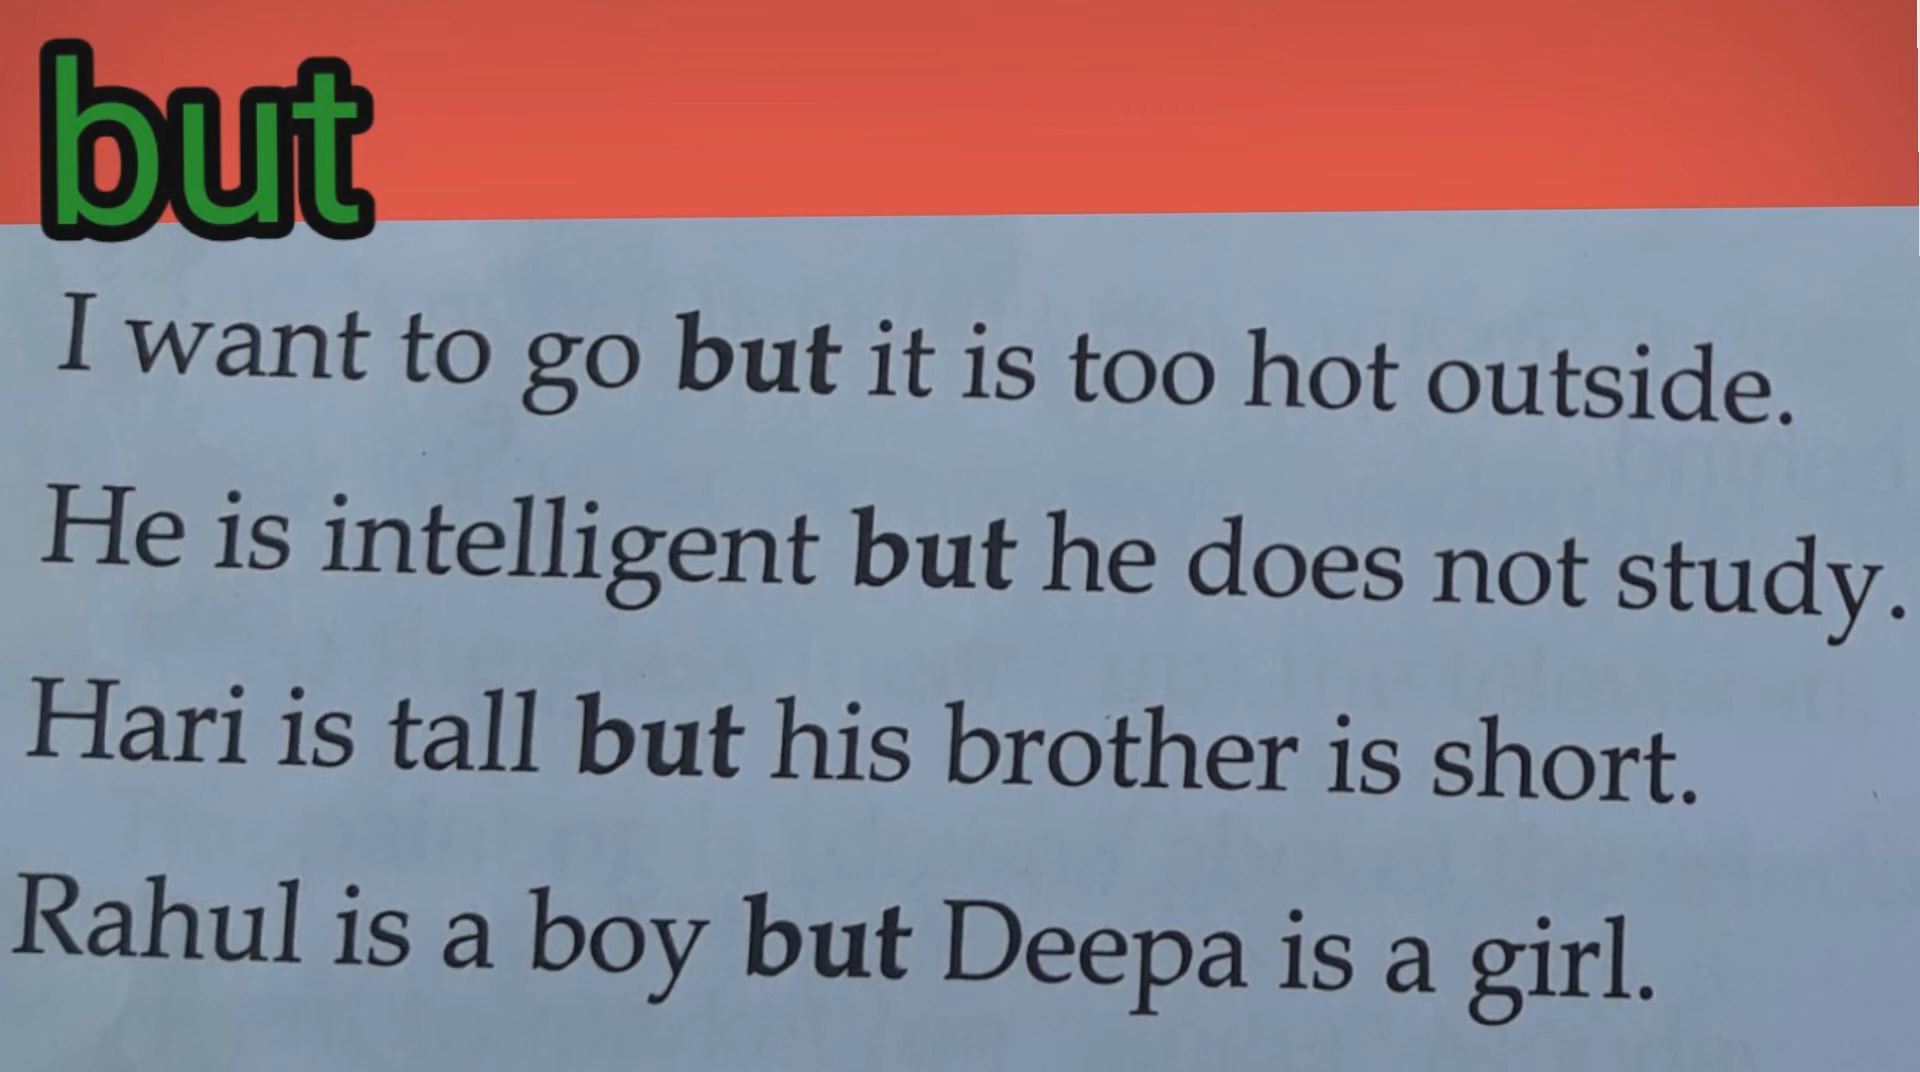 but
I want to go but it is too hot outside.
He is intelligent but he does not study.
Hari is tall but his brother is short.
Rahul is a boy but Deepa is a girl.